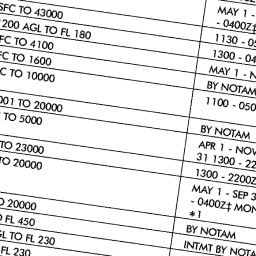 SFC TO 43000
MAY 1 -
- 0400Z‡
200 AGL TO FL 180
1130 - 05
FC TO 4100
1300 - 04
FC TO 1600
MAY 1 - N
C TO 10000
BY NOTAM
1100 - 050
001 TO 20000
TO 5000
BY NOTAM
TO 23000
APR 1 - NOV
31 1300 - 22
TO 20000
1300 - 2200Z
MAY 1 - SEP 3
- 0400Z‡ MON
*1
O 20000
BY NOTAM
O FL 450
INTMT BY NOTA
GL TO FL 230
FL 230